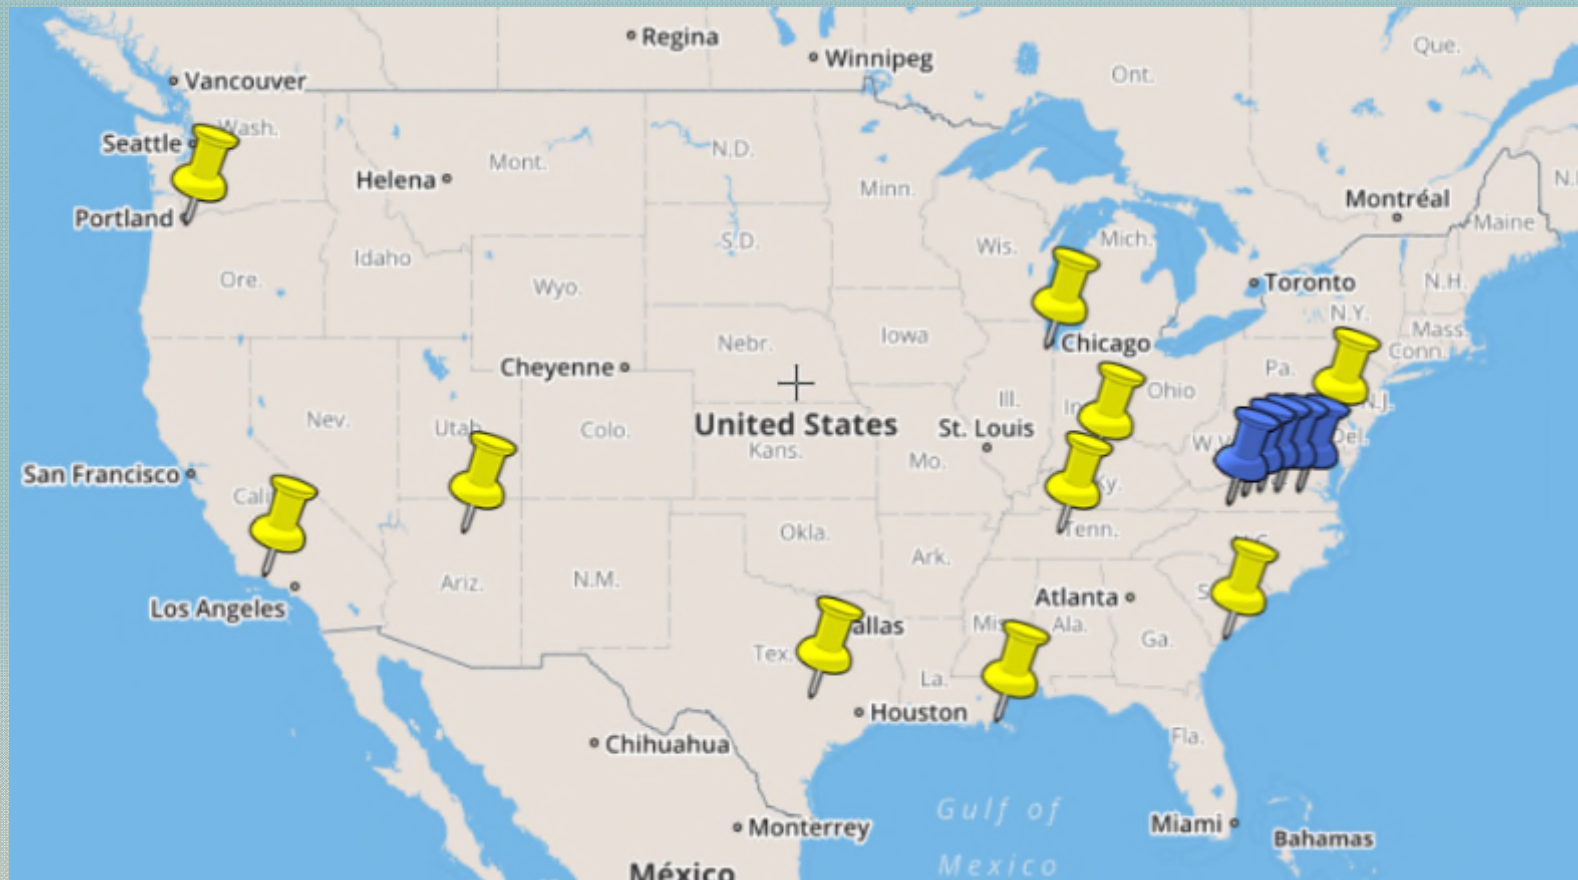 Regina
Winnipeg
Que.
Ont.
Vancouver
Wash.
Seattle
N.D.
Mont.
Helena
Minn.
Montréal
Portland
Maine
Wis.
Mich.
S.D.
Idaho
Ore.
Toronto
N.H.
Wyo.
N.Y.
Mass.
Iowa
Nebr.
Chicago
Conn.
Cheyenne
Pa.
Ohio
Ill.
N.J.
Nev.
Utah
Colo.
United States
St. Louis
Del.
Kans.
Mo.
San Francisco
Ky.
Okla.
Tenn.
Ark.
Ariz.
N.M.
Atlanta
Los Angeles
Ala.
Ga.
Tex.
La.
Houston
Fla.
Chihuahua
Gulf of
Mexico
Miami
Monterrey
Bahamas
México